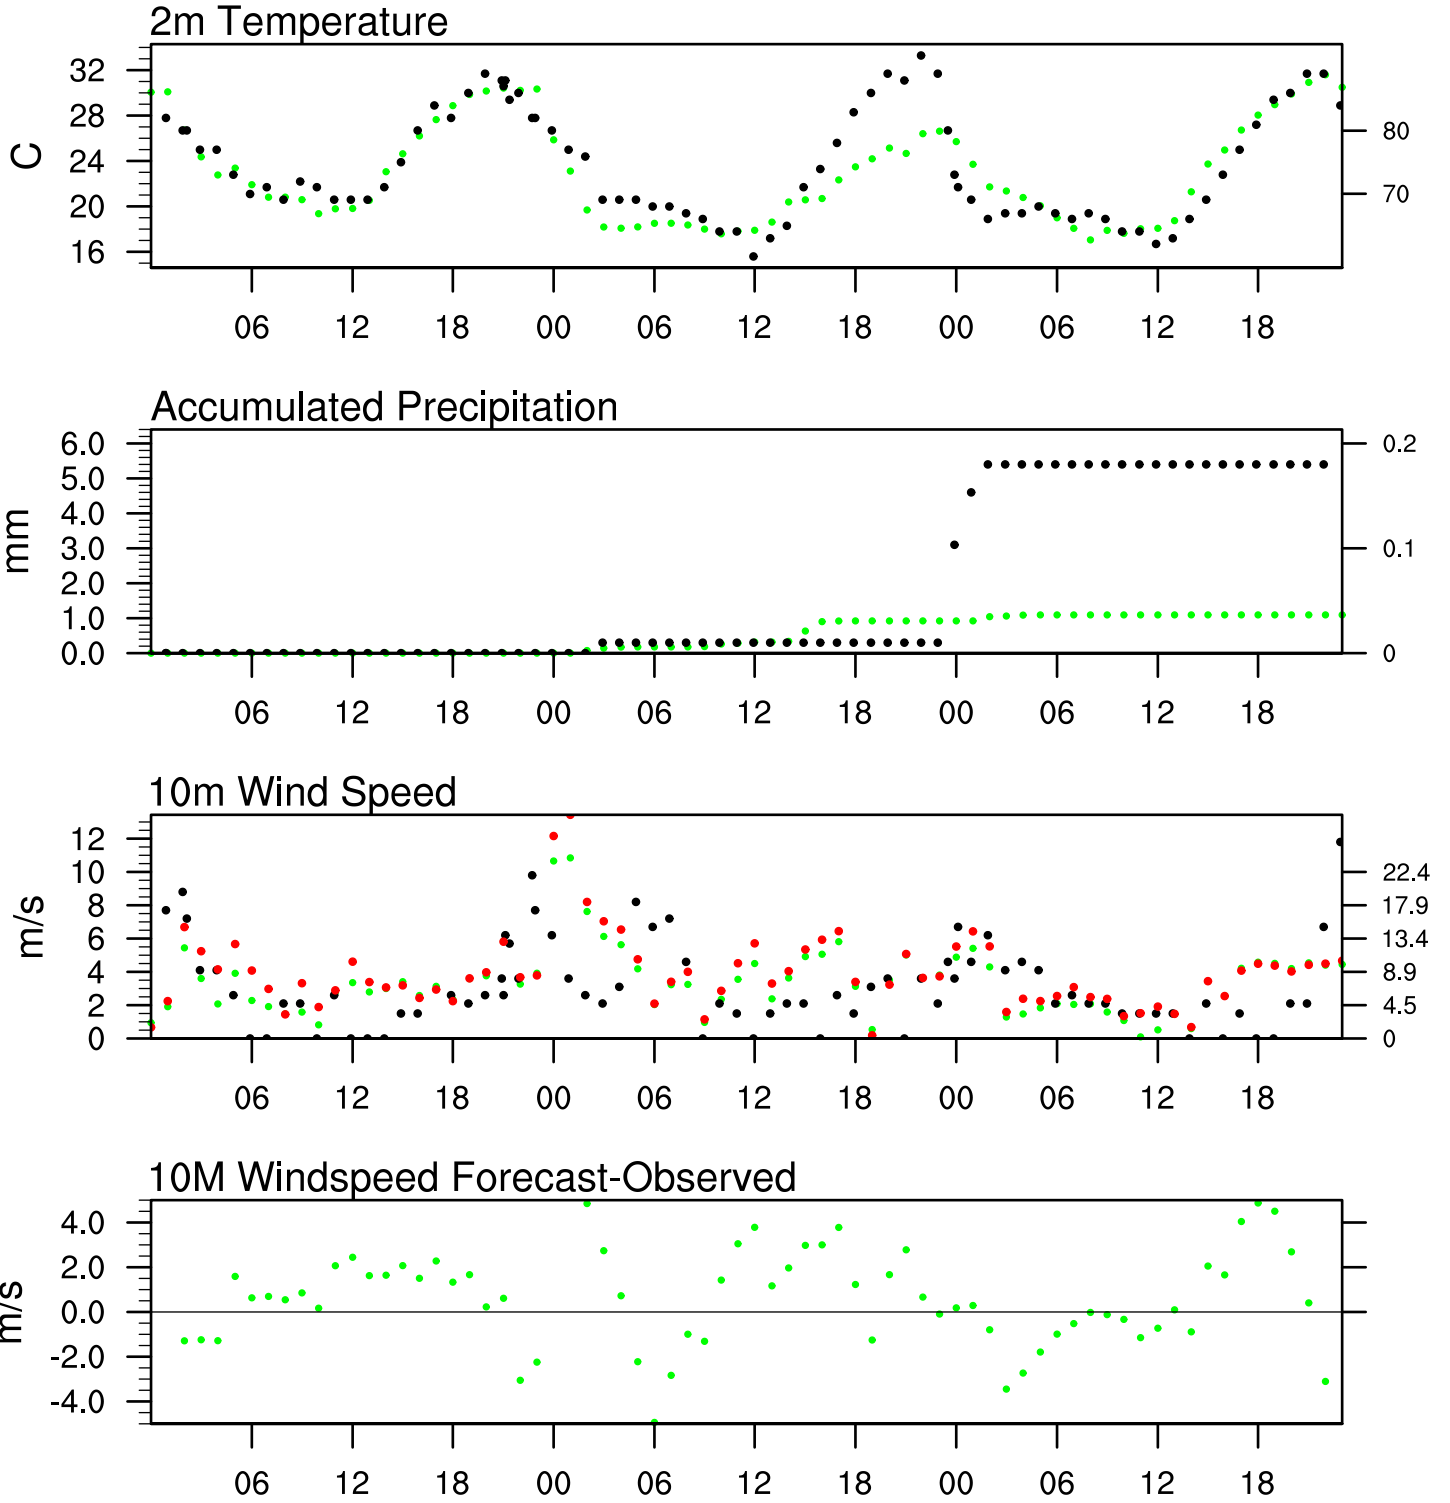 2m Temperature
32
28
24
20
16
C
80
70
06 12 18 00 06 12 18 00 06 12 18
Accumulated Precipitation
6.0
5.0
4.0
3.0
2.0
1.0
0.0
mm
0.2
0.1
0
06 12 18 00 06 12 18 00 06 12 18
10m Wind Speed
12
10
8
6
4
2
0
m/s
22.4
17.9
13.4
8.9
4.5
0
06 12 18 00 06 12 18 00 06 12 18
10M Windspeed Forecast-Observed
4.0
2.0
0.0
-2.0
-4.0
m/s
06 12 18 00 06 12 18 00 06 12 18